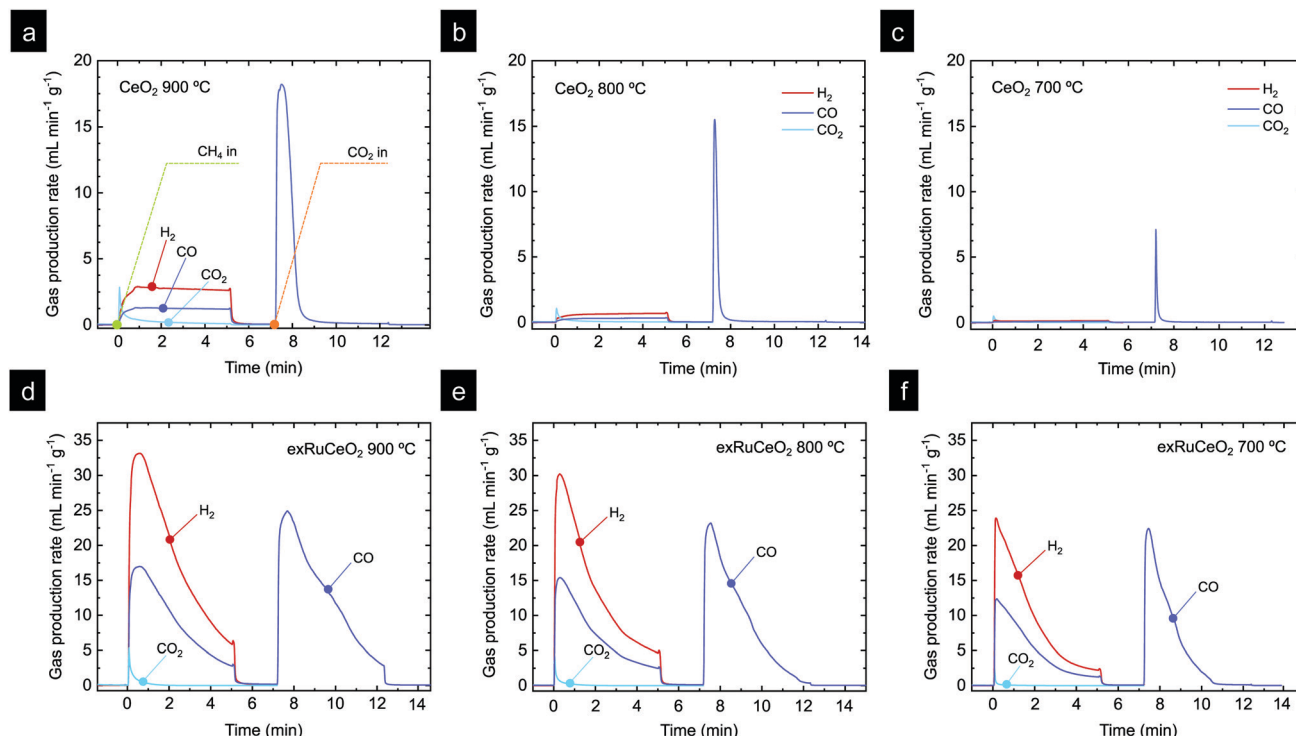 a
Gas production rate (mL min⁻¹ g⁻¹)
20
15
10
5
0
CeO₂ 900 ºC
CH₄ in
CO₂ in
H₂
CO
CO₂
0 2 4 6 8 10 12 14
Time (min)
b
Gas production rate (mL min⁻¹ g⁻¹)
20
15
10
5
0
CeO₂ 800 ºC
H₂
CO
CO₂
0 2 4 6 8 10 12 14
Time (min)
c
Gas production rate (mL min⁻¹ g⁻¹)
20
15
10
5
0
CeO₂ 700 ºC
H₂
CO
CO₂
0 2 4 6 8 10 12
Time (min)
d
Gas production rate (mL min⁻¹ g⁻¹)
35
30
25
20
15
10
5
0
exRuCeO₂ 900 ºC
H₂
CO
CO₂
0 2 4 6 8 10 12 14
Time (min)
e
Gas production rate (mL min⁻¹ g⁻¹)
35
30
25
20
15
10
5
0
exRuCeO₂ 800 ºC
H₂
CO
CO₂
0 2 4 6 8 10 12 14
Time (min)
f
Gas production rate (mL min⁻¹ g⁻¹)
35
30
25
20
15
10
5
0
exRuCeO₂ 700 ºC
H₂
CO
CO₂
0 2 4 6 8 10 12 14
Time (min)